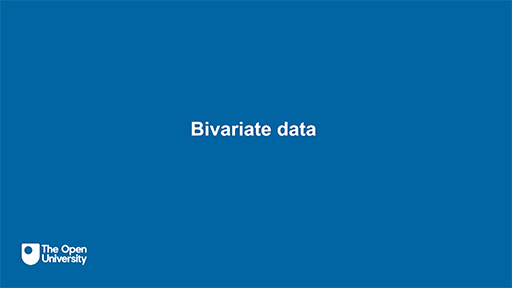 Bivariate data
The Open
University